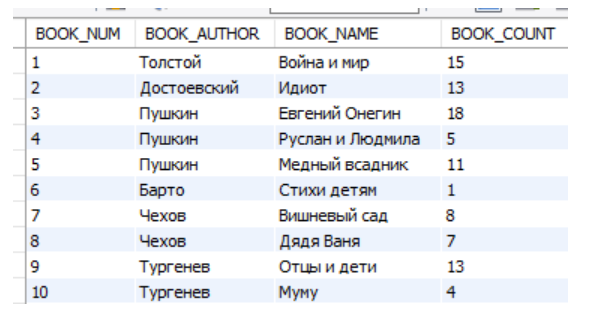 BOOK_NUM BOOK_AUTHOR BOOK_NAME BOOK_COUNT
1 Толстой Война и мир 15
2 Достоевский Идиот 13
3 Пушкин Евгений Онегин 18
4 Пушкин Руслан и Людмила 5
5 Пушкин Медный всадник 11
6 Барто Стихи детям 1
7 Чехов Вишневый сад 8
8 Чехов Дядя Ваня 7
9 Тургенев Отцы и дети 13
10 Тургенев Муму 4